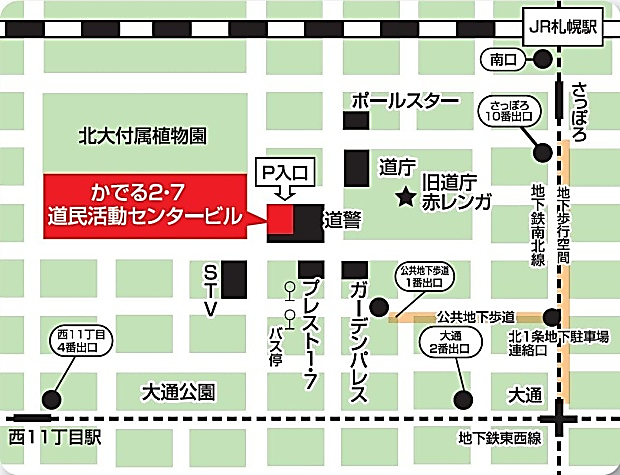 JR札幌駅
南口
さっぽろ
ポールスター
さっぽろ
10番出口
北大付属植物園
P入口
道庁
旧道庁
赤レンガ
かでる2・7
道民活動センタービル
道警
地下鉄南北線
地下歩行空間
STV
プレスト1・7
ガーデンパレス
公共地下歩道
1番出口
バス停
公共地下歩道
北1条地下駐車場
連絡口
西11丁目
4番出口
大通
2番出口
大通公園
大通
西11丁目駅
地下鉄東西線